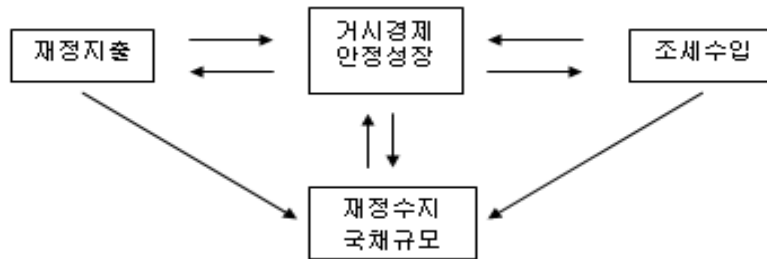 재정지출
거시경제
안정성장
조세수입
재정수지
국채규모